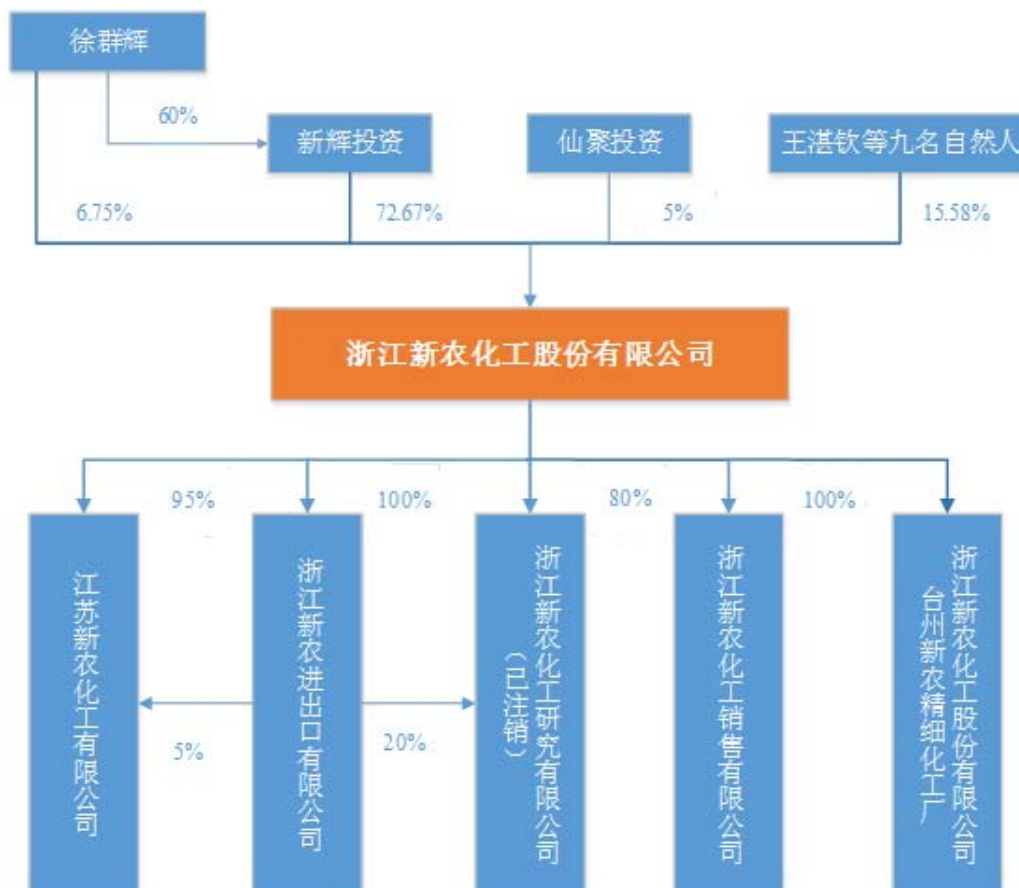 徐群辉
60%
新辉投资
仙聚投资
王湛钦等九名自然人
6.75%
72.67%
5%
15.58%
浙江新农化工股份有限公司
95%
100%
80%
100%
江苏新农化工有限公司
浙江新农进出口有限公司
浙江新农化工研究有限公司
（已注销）
浙江新农化工销售有限公司
浙江新农化工股份有限公司
台州新农精细化工厂
5%
20%